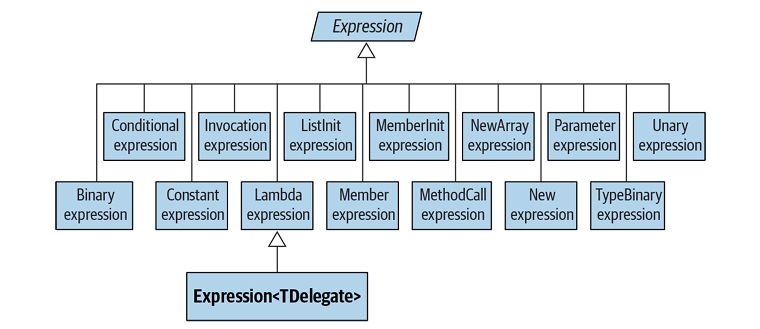 Expression
Conditional
expression
Invocation
expression
ListInit
expression
MemberInit
expression
NewArray
expression
Parameter
expression
Unary
expression
Binary
expression
Constant
expression
Lambda
expression
Member
expression
MethodCall
expression
New
expression
TypeBinary
expression
Expression<TDelegate>